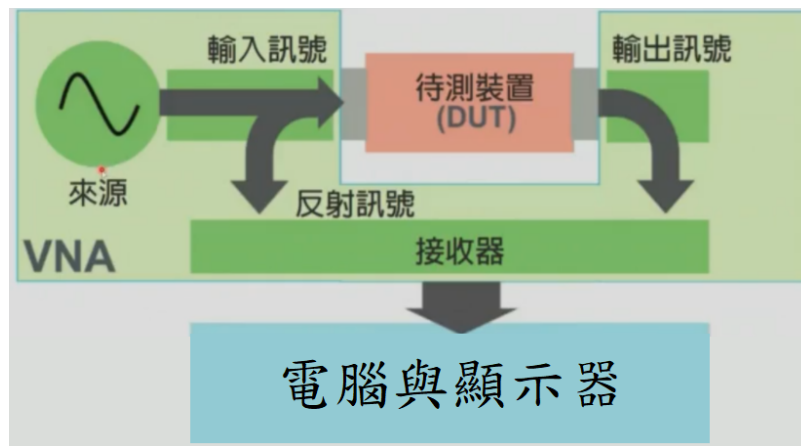 輸入訊號
輸出訊號
待測裝置
(DUT)
來源
反射訊號
VNA
接收器
電腦與顯示器